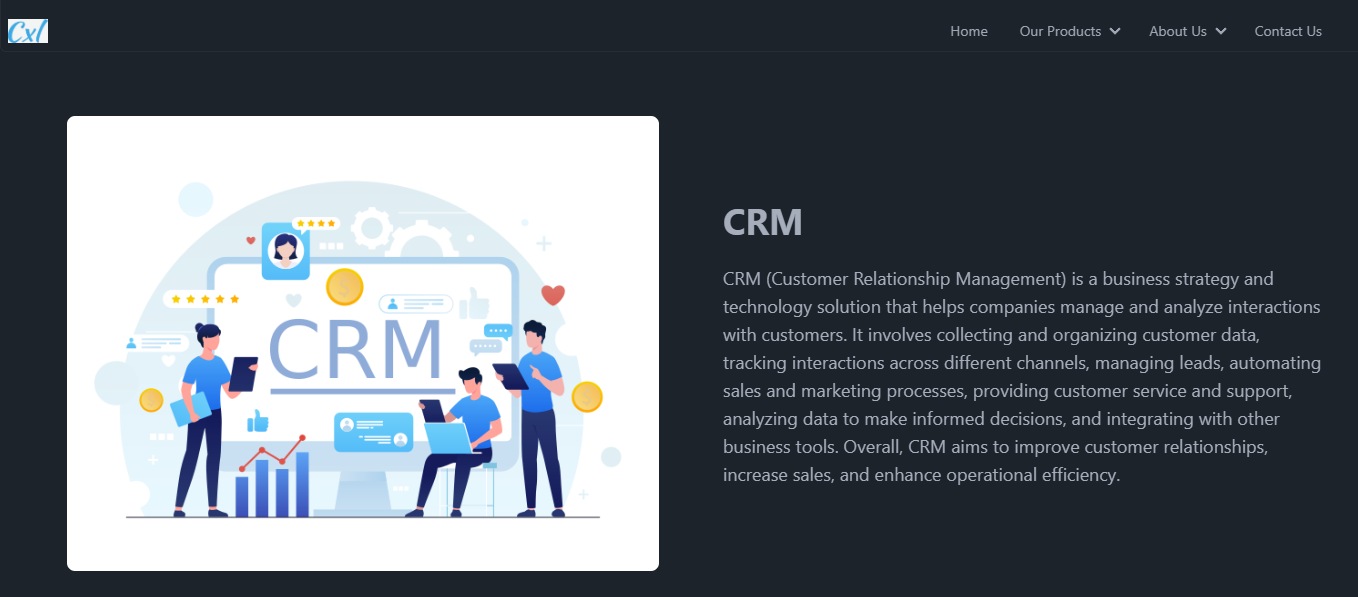 Cxl
Home Our Products About Us Contact Us
CRM
CRM
CRM (Customer Relationship Management) is a business strategy and
technology solution that helps companies manage and analyze interactions
with customers. It involves collecting and organizing customer data,
tracking interactions across different channels, managing leads, automating
sales and marketing processes, providing customer service and support,
analyzing data to make informed decisions, and integrating with other
business tools. Overall, CRM aims to improve customer relationships,
increase sales, and enhance operational efficiency.